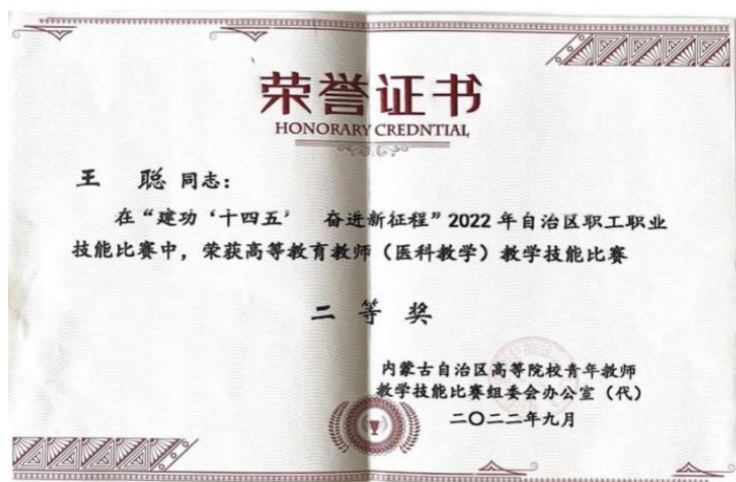 荣誉证书
HONORARY CREDNTIAL
王 聪 同志：
在“建功‘十四五’ 奋进新征程”2022年自治区职工职业
技能比赛中，荣获高等教育教师（医科教学）教学技能比赛
二 等 奖
内蒙古自治区高等院校青年教师
教学技能比赛组委会办公室（代）
二〇二二年九月